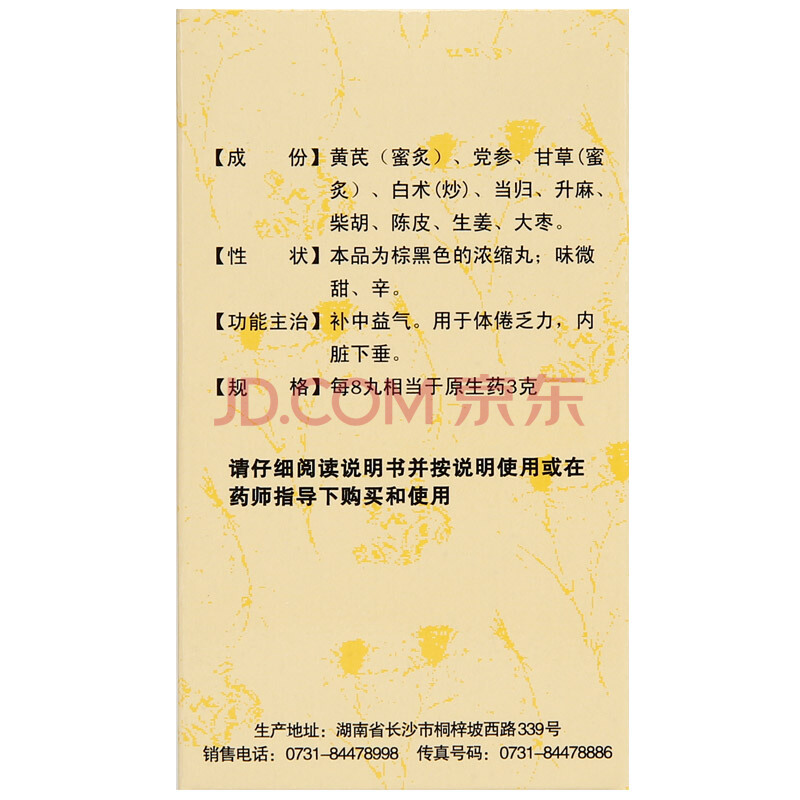 【成 份】黄芪（蜜炙）、党参、甘草(蜜
炙）、白术(炒)、当归、升麻、
柴胡、陈皮、生姜、大枣。
【性 状】本品为棕黑色的浓缩丸；味微
甜、辛。
【功能主治】补中益气。用于体倦乏力，内
脏下垂。
【规 格】每8丸相当于原生药3克
JD.COM 京东
请仔细阅读说明书并按说明使用或在
药师指导下购买和使用
生产地址：湖南省长沙市桐梓坡西路339号
销售电话：0731-84478998 传真号码：0731-84478886